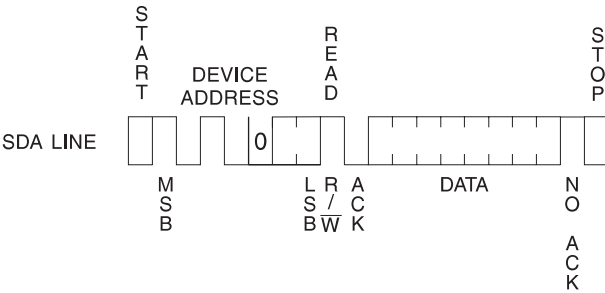 START
DEVICE
ADDRESS
READ
STOP
SDA LINE
0
MSB
LSB
R/W
ACK
DATA
NO ACK